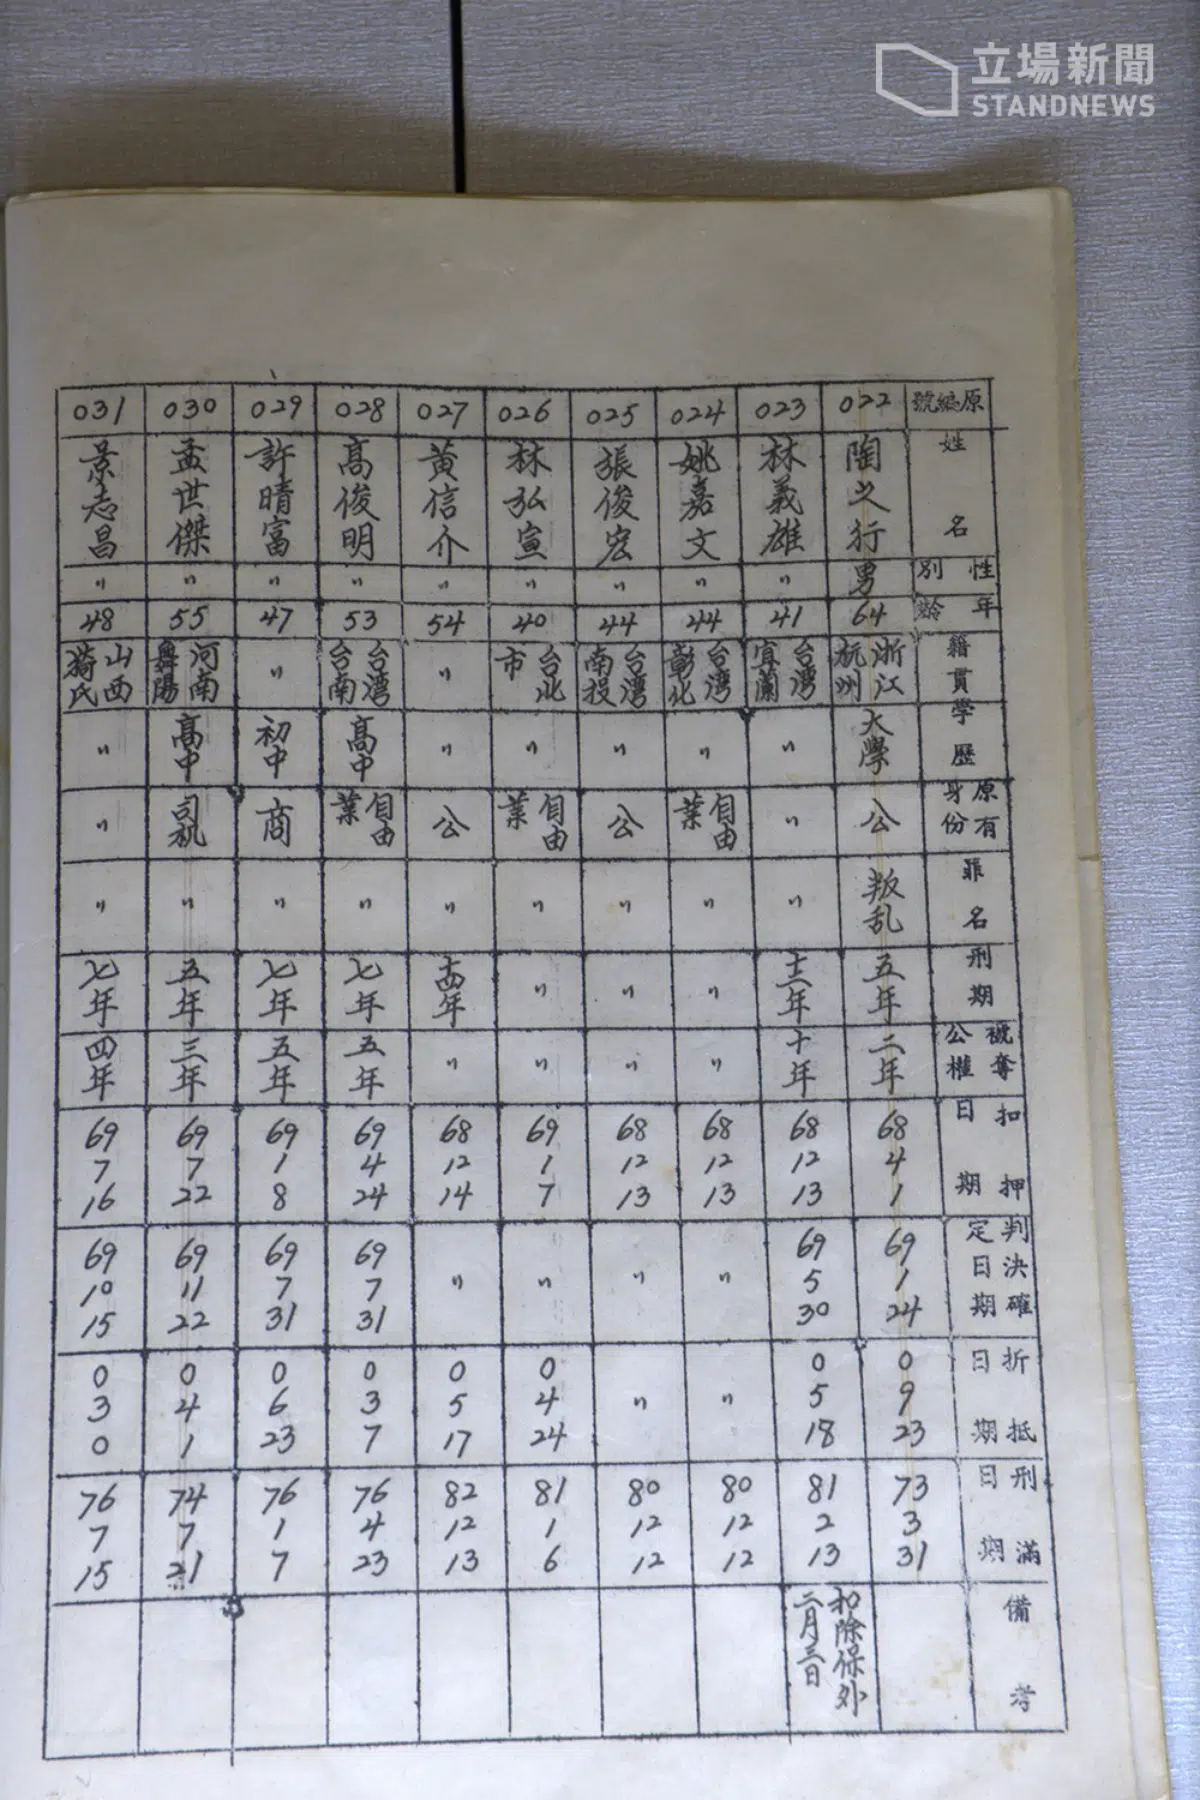 立場新聞
STANDNEWS
原編號
姓名
性別
年齡
籍貫
學歷
原有身份
罪名
刑期
褫奪公權
扣押日期
判決確定日期
折抵日期
刑滿日期
備考
022
陶之行
男
64
浙江
杭州
大學
公
叛乱
五年
二年
68
4
1
69
1
24
0
9
23
73
3
31
023
林義雄
〃
41
台灣
宜蘭
〃
〃
〃
十二年
十年
68
12
13
69
5
30
0
5
18
81
2
13
扣除保外
二月三日
024
姚嘉文
〃
44
台灣
彰化
〃
自由
業
〃
〃
〃
68
12
13
〃
〃
80
12
12
025
張俊宏
〃
44
台灣
南投
〃
公
〃
〃
〃
68
12
13
〃
〃
80
12
12
026
林弘宣
〃
40
台北
市
〃
自由
業
〃
〃
〃
69
1
7
〃
0
4
24
81
1
6
027
黃信介
〃
54
〃
〃
公
〃
十四年
〃
68
12
14
〃
0
5
17
82
12
13
028
高俊明
〃
53
台灣
台南
高中
自由
業
〃
七年
五年
69
4
24
69
7
31
0
3
7
76
4
23
029
許晴富
〃
47
〃
初中
商
〃
七年
五年
69
1
8
69
7
31
0
6
23
76
1
7
030
孟世傑
〃
55
河南
舞陽
高中
司机
〃
五年
三年
69
7
22
69
11
22
0
4
1
74
7
21
031
景志昌
〃
48
山西
猗氏
〃
〃
〃
七年
四年
69
7
16
69
10
15
0
3
0
76
7
15